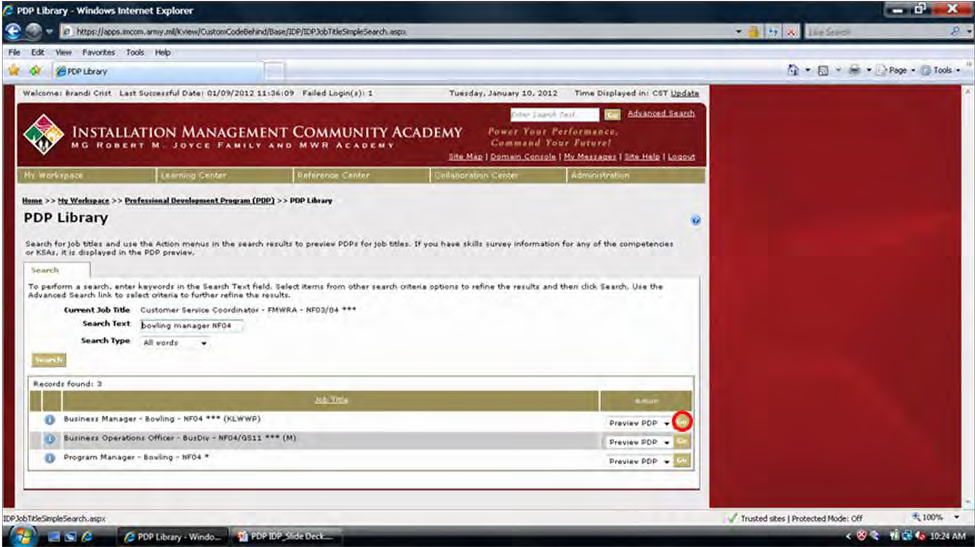 PDP Library - Windows Internet Explorer
https://apps.imcom.army.mil/Kview/CustomCodeBehind/Base/IDP/IDPJobTitleSimpleSearch.aspx
Live Search
File Edit View Favorites Tools Help
PDP Library
Page Tools
Welcome: Brandi Crist Last Successful Date: 01/09/2012 11:36:09 Failed Login(s): 1 Tuesday, January 10, 2012 Time Displayed in: CST Update
Enter Search Text Go Advanced Search
INSTALLATION MANAGEMENT COMMUNITY ACADEMY
MG ROBERT M. JOYCE FAMILY AND MWR ACADEMY
Power Your Performance,
Command Your Future!
Site Map | Domain Console | My Messages | Site Help | Logout
My Workspace Learning Center Reference Center Collaboration Center Administration
Home >> My Workspace >> Professional Development Program (PDP) >> PDP Library
PDP Library
Search for job titles and use the Action menus in the search results to preview PDPs for job titles. If you have skills survey information for any of the competencies
or KSAs, it is displayed in the PDP preview.
Search
To perform a search, enter keywords in the Search Text field. Select items from other search criteria options to refine the results and then click Search. Use the
Advanced Search link to select criteria to further refine the results.
Current Job Title Customer Service Coordinator - FMWRA - NF03/04 ***
Search Text bowling manager NF04
Search Type All words
Search
Records found: 3
Job Title Action
Business Manager - Bowling - NF04 *** (KLWWP) Preview PDP Go
Business Operations Officer - BusDiv - NF04/GS11 *** (M) Preview PDP Go
Program Manager - Bowling - NF04 * Preview PDP Go
IDPJobTitleSimpleSearch.aspx Trusted sites | Protected Mode: Off 100%
PDP Library - Windo... PDP IDP_Slide Deck.... 10:24 AM